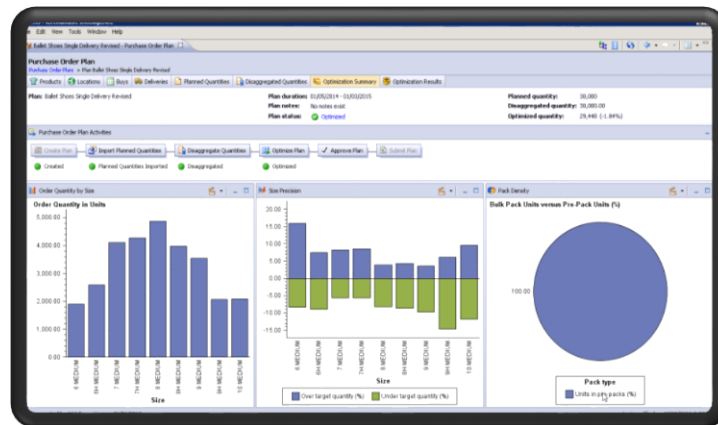 Edit View Tools Window Help
Ballet Shoes Single Delivery Revised - Purchase Order Plan
Purchase Order Plan
Purchase Order Plans > Plan Ballet Shoes Single Delivery Revised
Products Locations Buys Deliveries Planned Quantities Disaggregated Quantities Optimization Summary Optimization Results
Plan: Ballet Shoes Single Delivery Revised
Plan duration: 01/05/2014 - 01/03/2015
Plan notes: No notes exist
Plan status: Optimized
Planned quantity: 30,000
Disaggregated quantity: 30,000.00
Optimized quantity: 29,448 (-1.84%)
Purchase Order Plan Activities
Create Plan Import Planned Quantities Disaggregate Quantities Optimize Plan Approve Plan Submit Plan
Created Planned Quantities Imported Disaggregated Optimized
Order Quantity by Size
Order Quantity in Units
5,000.00
4,000.00
3,000.00
2,000.00
1,000.00
0.00
6 MEDIUM
6H MEDIUM
7 MEDIUM
7H MEDIUM
8 MEDIUM
8H MEDIUM
9 MEDIUM
9H MEDIUM
10 MEDIUM
Size
Size Precision
20.00
15.00
10.00
5.00
0.00
-5.00
-10.00
-15.00
6 MEDIUM
6H MEDIUM
7 MEDIUM
7H MEDIUM
8 MEDIUM
8H MEDIUM
9 MEDIUM
9H MEDIUM
10 MEDIUM
Size
Over target quantity (%) Under target quantity (%)
Pack Density
Bulk Pack Units versus Pre-Pack Units (%)
100.00
Pack type
Units in pre-packs (%)